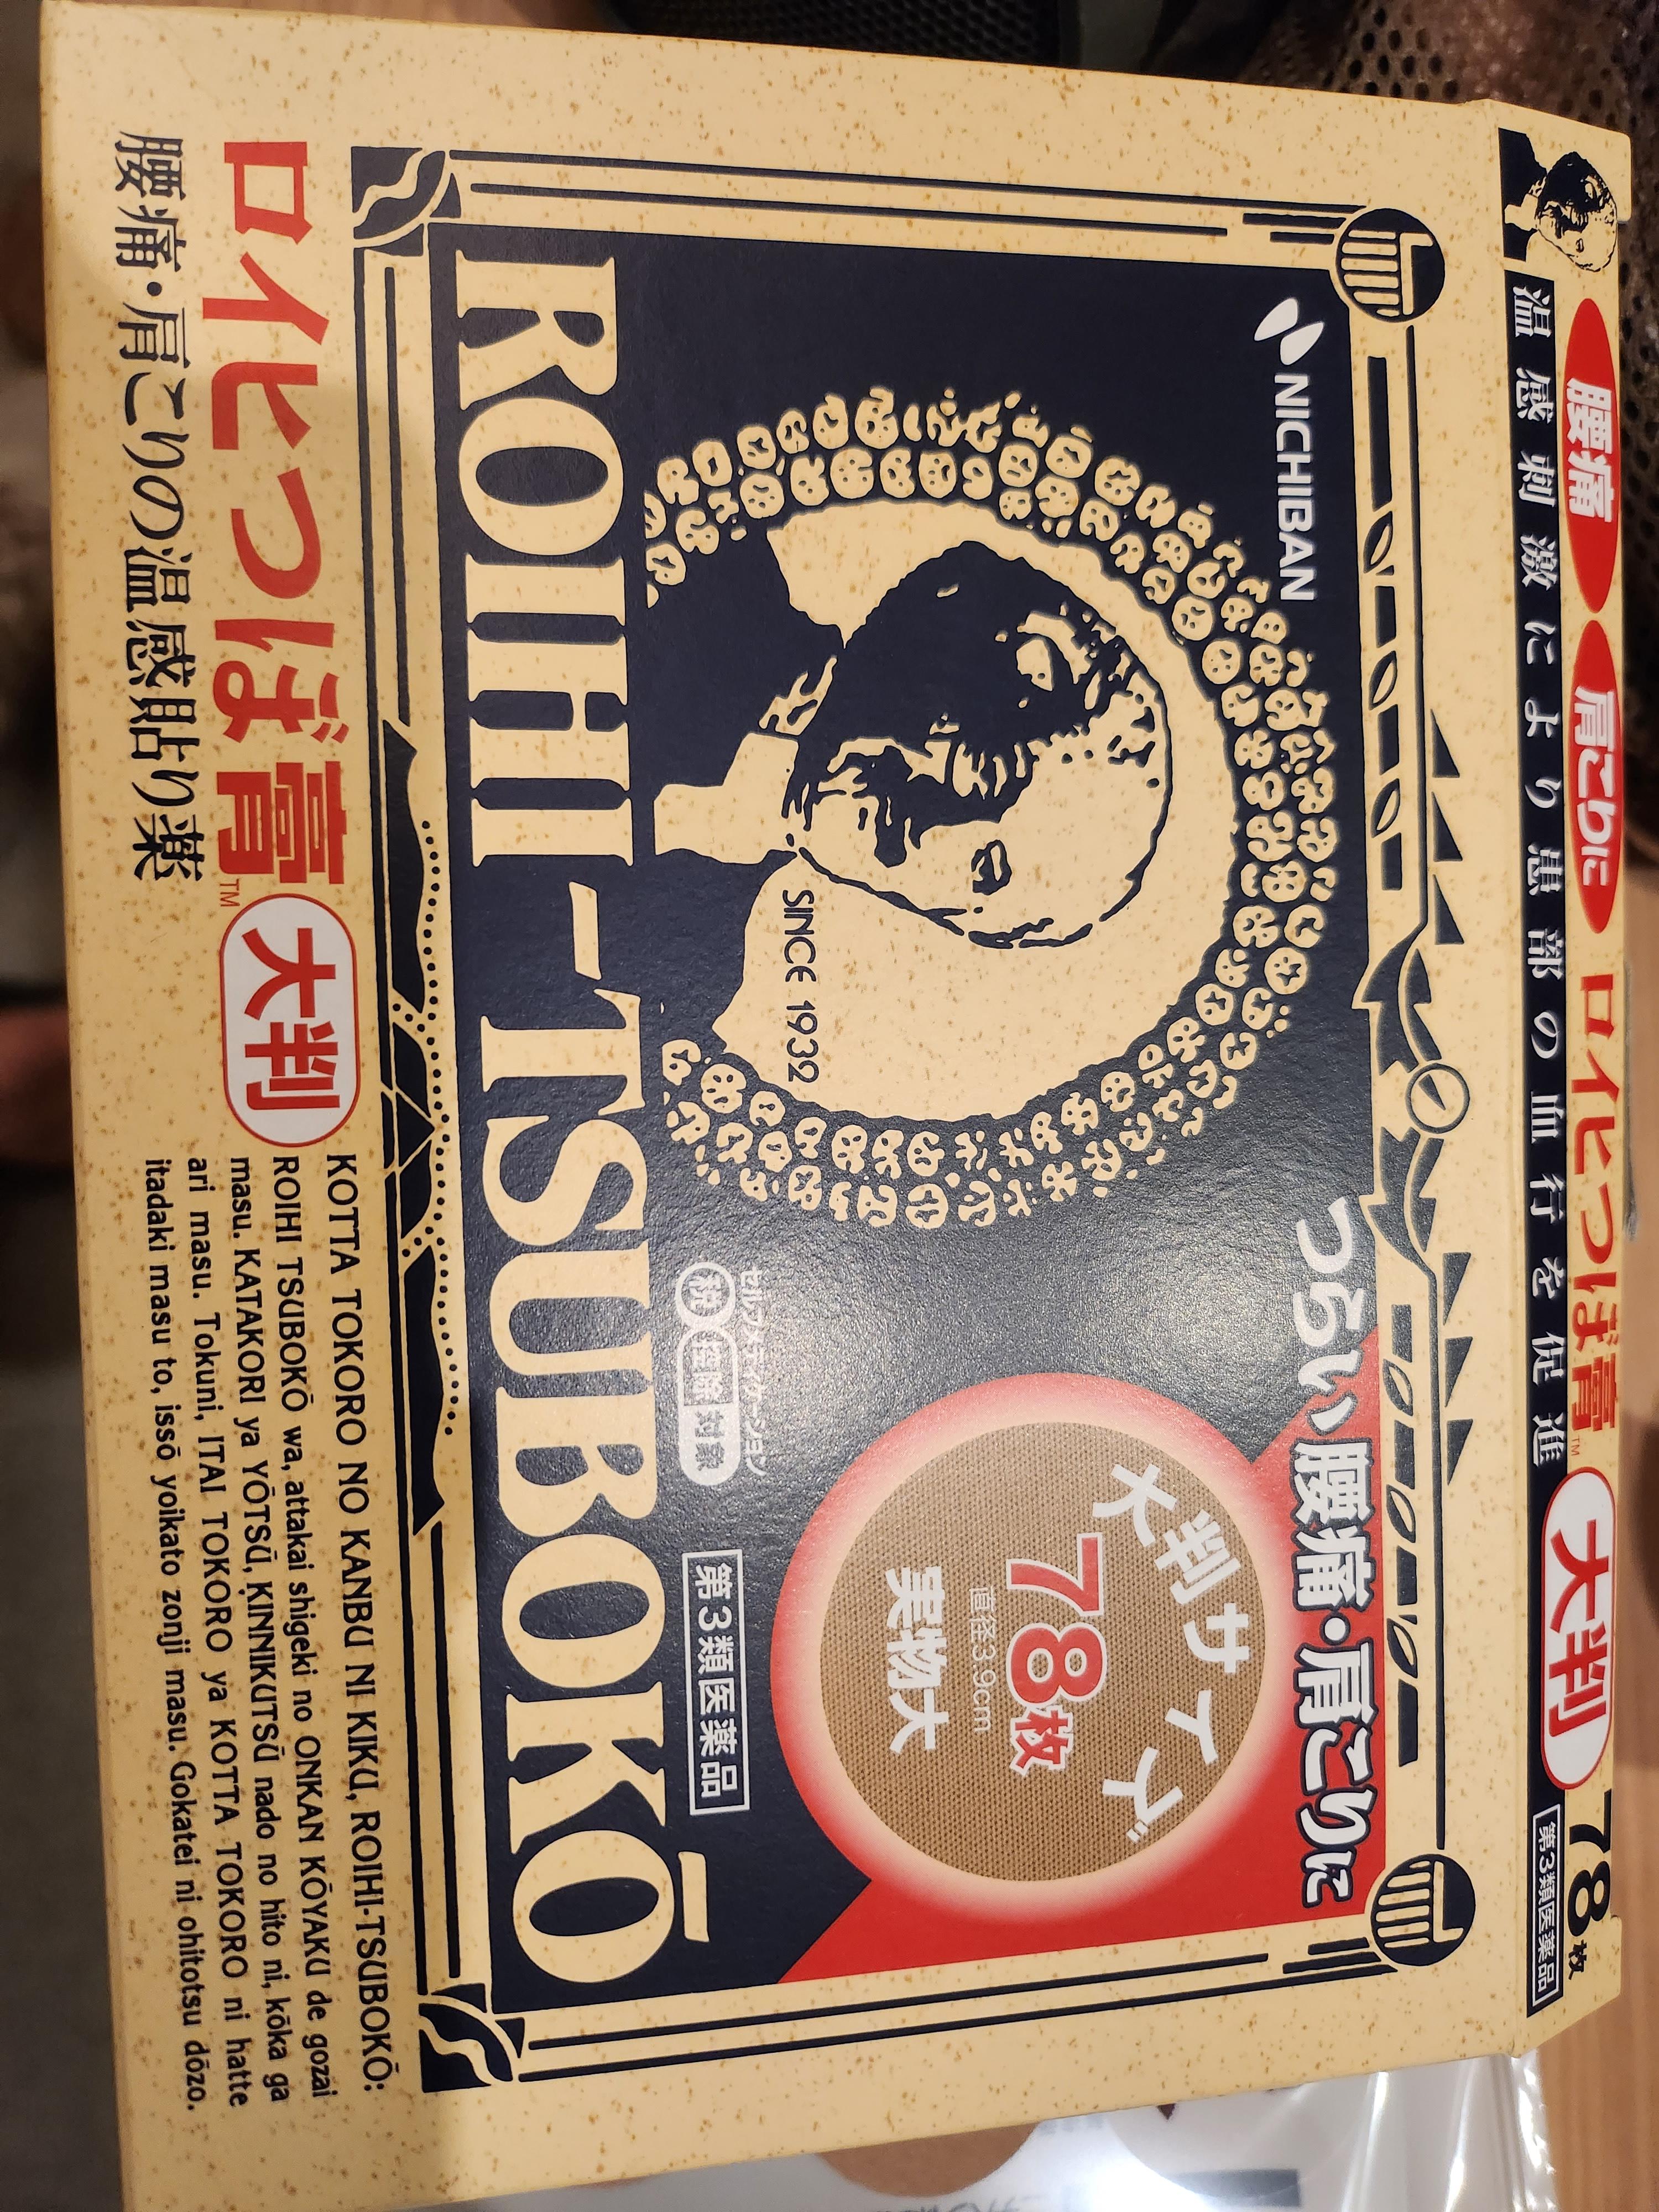 腰痛 肩こりに ロイヒつぼ膏™ 大判 78枚
温感刺激により患部の血行を促進 第3類医薬品
NICHIBAN
つらい腰痛・肩こりに
大判サイズ
78枚
直径3.9cm
実物大
SINCE 1932
セルフメディケーション
税 控除 対象
第3類医薬品
ROIHI-TSUBOKŌ
ロイヒつぼ膏™ 大判
腰痛・肩こりの温感貼り薬
KOTTA TOKORO NO KANBU NI KIKU, ROIHI-TSUBOKŌ:
ROIHI TSUBOKŌ wa, attakai shigeki no ONKAN KŌYAKU de gozai
masu. KATAKORI ya YŌTSŪ, KINNIKUTSŪ nado no hito ni, kōka ga
ari masu. Tokuni, ITAI TOKORO ya KOTTA TOKORO ni hatte
itadaki masu to, issō yoikato zonji masu. Gokatei ni ohitotsu dōzo.